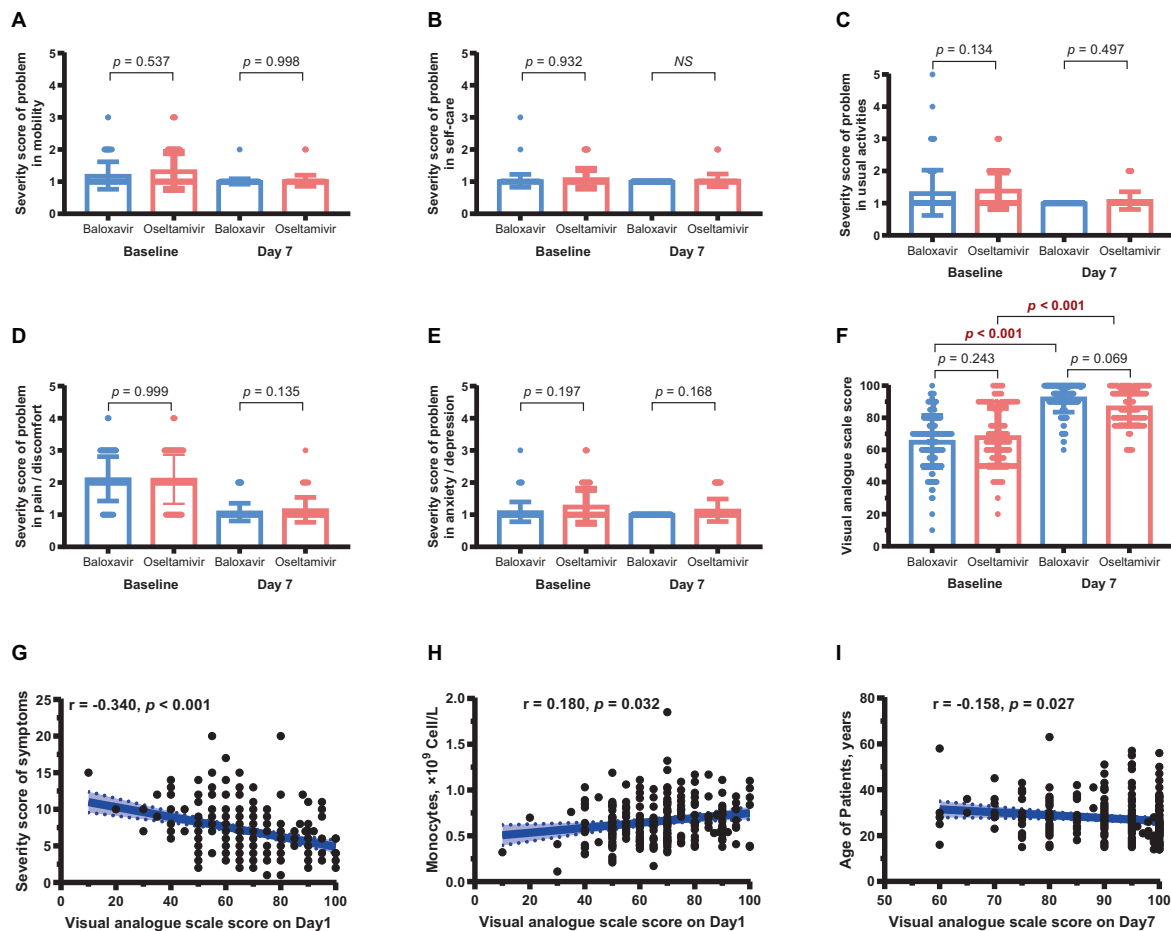 A
Severity score of problem
in mobility
5
4
3
2
1
0
p = 0.537
p = 0.998
Baloxavir
Oseltamivir
Baloxavir
Oseltamivir
Baseline
Day 7
B
Severity score of problem
in self-care
5
4
3
2
1
0
p = 0.932
NS
Baloxavir
Oseltamivir
Baloxavir
Oseltamivir
Baseline
Day 7
C
Severity score of problem
in usual activities
5
4
3
2
1
0
p = 0.134
p = 0.497
Baloxavir
Oseltamivir
Baloxavir
Oseltamivir
Baseline
Day 7
D
Severity score of problem
in pain / discomfort
5
4
3
2
1
0
p = 0.999
p = 0.135
Baloxavir
Oseltamivir
Baloxavir
Oseltamivir
Baseline
Day 7
E
Severity score of problem
in anxiety / depression
5
4
3
2
1
0
p = 0.197
p = 0.168
Baloxavir
Oseltamivir
Baloxavir
Oseltamivir
Baseline
Day 7
F
Visual analogue scale score
100
80
60
40
20
0
p < 0.001
p < 0.001
p = 0.243
p = 0.069
Baloxavir
Oseltamivir
Baloxavir
Oseltamivir
Baseline
Day 7
G
Severity score of symptoms
25
20
15
10
5
0
r = -0.340, p < 0.001
0
20
40
60
80
100
Visual analogue scale score on Day1
H
Monocytes, ×10⁹ Cell/L
2.0
1.5
1.0
0.5
0.0
r = 0.180, p = 0.032
0
20
40
60
80
100
Visual analogue scale score on Day1
I
Age of Patients, years
80
60
40
20
0
r = -0.158, p = 0.027
50
60
70
80
90
100
Visual analogue scale score on Day7